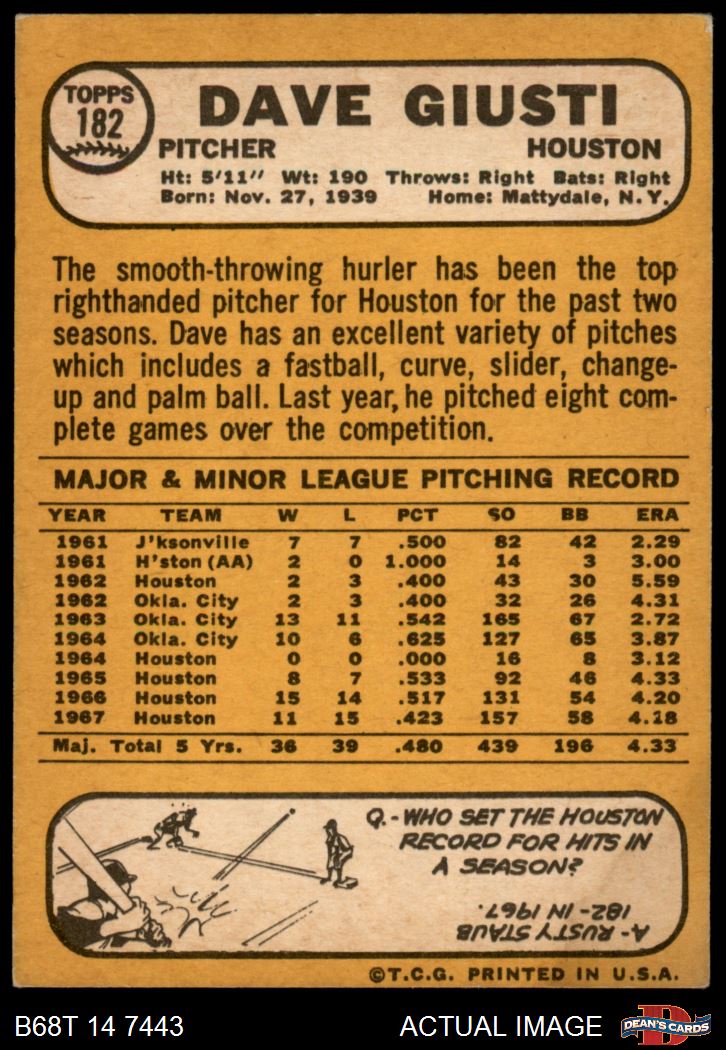 TOPPS
182
DAVE GIUSTI
PITCHER HOUSTON
Ht: 5'11" Wt: 190 Throws: Right Bats: Right
Born: Nov. 27, 1939 Home: Mattydale, N.Y.
The smooth-throwing hurler has been the top
righthanded pitcher for Houston for the past two
seasons. Dave has an excellent variety of pitches
which includes a fastball, curve, slider, change-
up and palm ball. Last year, he pitched eight com-
plete games over the competition.
MAJOR & MINOR LEAGUE PITCHING RECORD
YEAR TEAM W L PCT SO BB ERA
1961 J'ksonville 7 7 .500 82 42 2.29
1961 H'ston (AA) 2 0 1.000 14 3 3.00
1962 Houston 2 3 .400 43 30 5.59
1962 Okla. City 2 3 .400 32 26 4.31
1963 Okla. City 13 11 .542 165 67 2.72
1964 Okla. City 10 6 .625 127 65 3.87
1964 Houston 0 0 .000 16 8 3.12
1965 Houston 8 7 .533 92 46 4.33
1966 Houston 15 14 .517 131 54 4.20
1967 Houston 11 15 .423 157 58 4.18
Maj. Total 5 Yrs. 36 39 .480 439 196 4.33
Q.-WHO SET THE HOUSTON
RECORD FOR HITS IN
A SEASON?
A- RUSTY STAUB
182- IN 1967.
©T.C.G. PRINTED IN U.S.A.
B68T 14 7443 ACTUAL IMAGE
D
DEAN'S CARDS